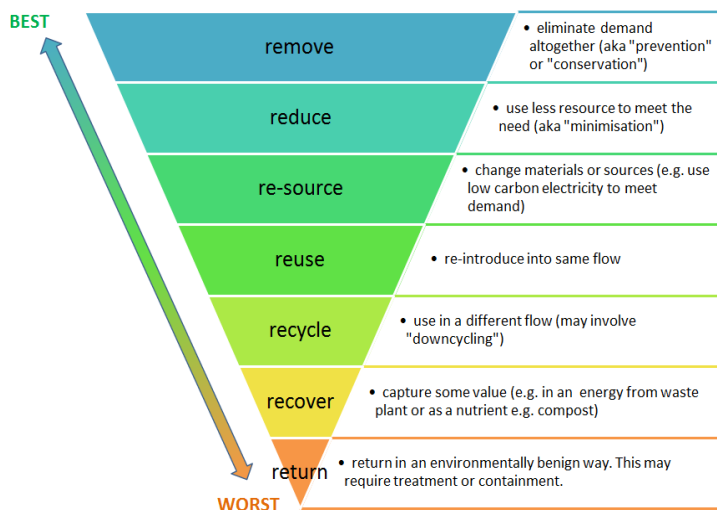 BEST
remove
• eliminate demand
altogether (aka "prevention"
or "conservation")
reduce
• use less resource to meet the
need (aka "minimisation")
re-source
• change materials or sources (e.g. use
low carbon electricity to meet
demand)
reuse
• re-introduce into same flow
recycle
• use in a different flow (may involve
"downcycling")
recover
• capture some value (e.g. in an energy from waste
plant or as a nutrient e.g. compost)
return
• return in an environmentally benign way. This may
require treatment or containment.
WORST